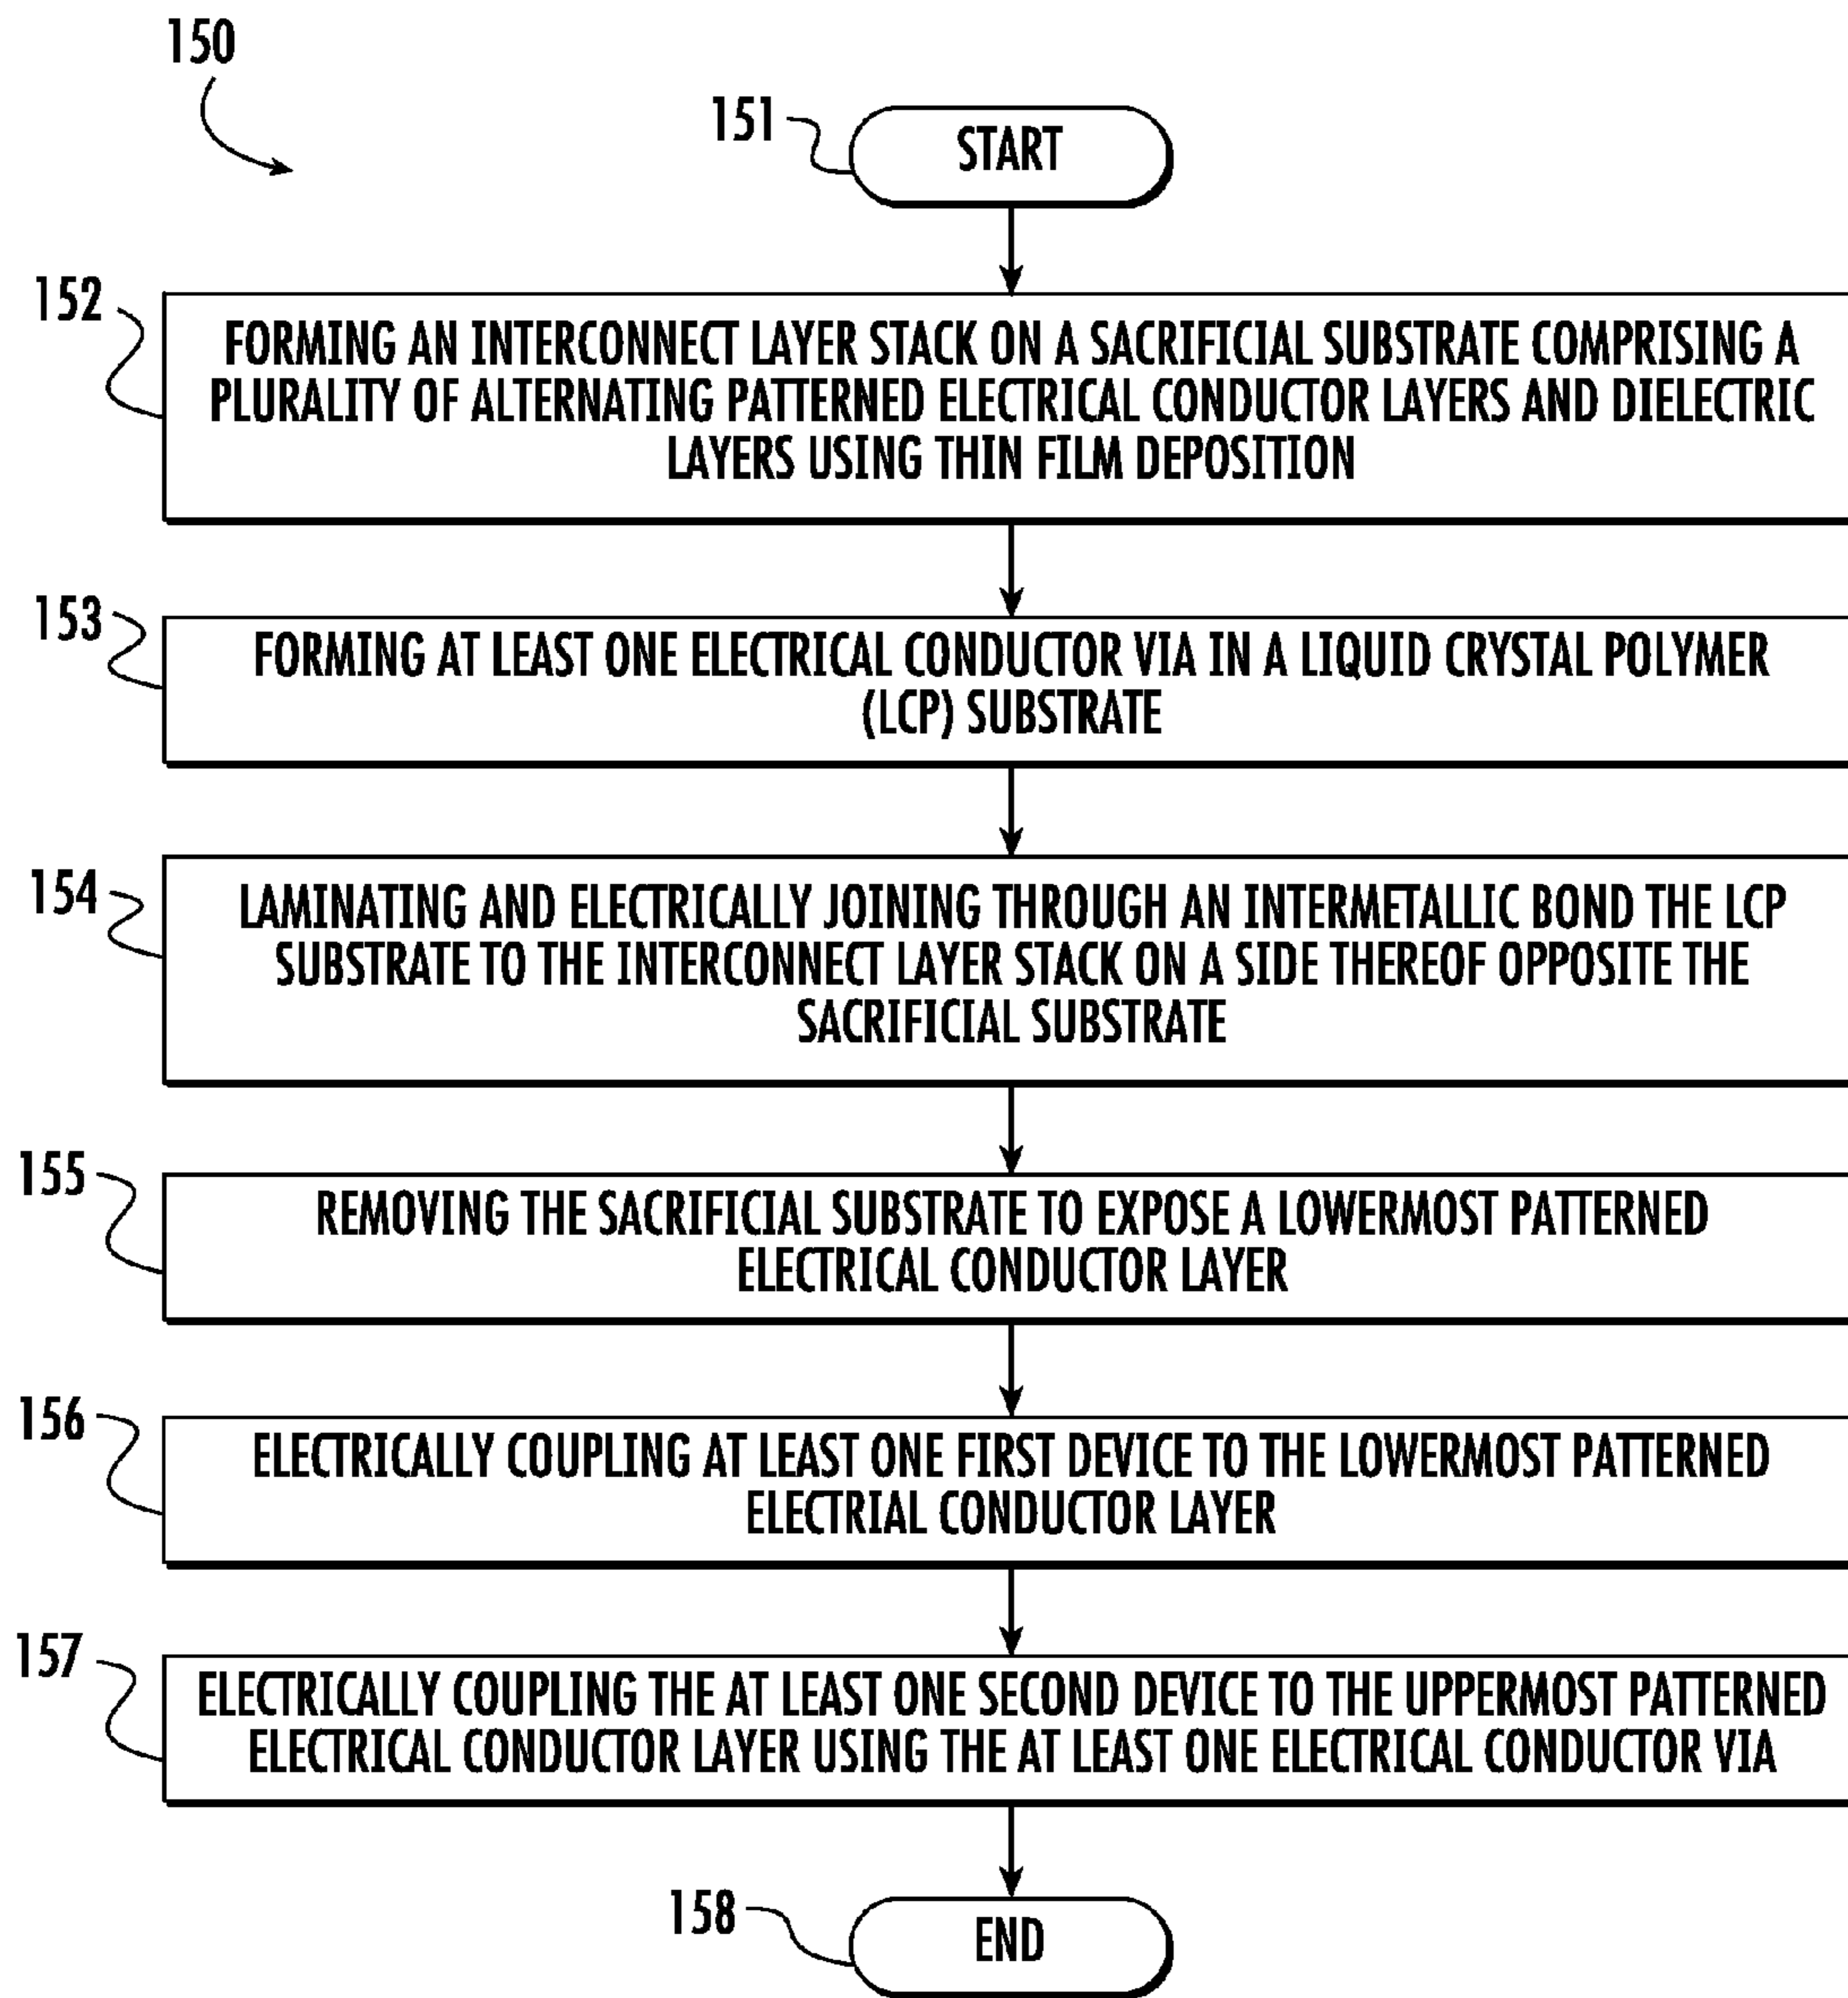 150
151
START
152
FORMING AN INTERCONNECT LAYER STACK ON A SACRIFICIAL SUBSTRATE COMPRISING A
PLURALITY OF ALTERNATING PATTERNED ELECTRICAL CONDUCTOR LAYERS AND DIELECTRIC
LAYERS USING THIN FILM DEPOSITION
153
FORMING AT LEAST ONE ELECTRICAL CONDUCTOR VIA IN A LIQUID CRYSTAL POLYMER
(LCP) SUBSTRATE
154
LAMINATING AND ELECTRICALLY JOINING THROUGH AN INTERMETALLIC BOND THE LCP
SUBSTRATE TO THE INTERCONNECT LAYER STACK ON A SIDE THEREOF OPPOSITE THE
SACRIFICIAL SUBSTRATE
155
REMOVING THE SACRIFICIAL SUBSTRATE TO EXPOSE A LOWERMOST PATTERNED
ELECTRICAL CONDUCTOR LAYER
156
ELECTRICALLY COUPLING AT LEAST ONE FIRST DEVICE TO THE LOWERMOST PATTERNED
ELECTRIAL CONDUCTOR LAYER
157
ELECTRICALLY COUPLING THE AT LEAST ONE SECOND DEVICE TO THE UPPERMOST PATTERNED
ELECTRICAL CONDUCTOR LAYER USING THE AT LEAST ONE ELECTRICAL CONDUCTOR VIA
158
END